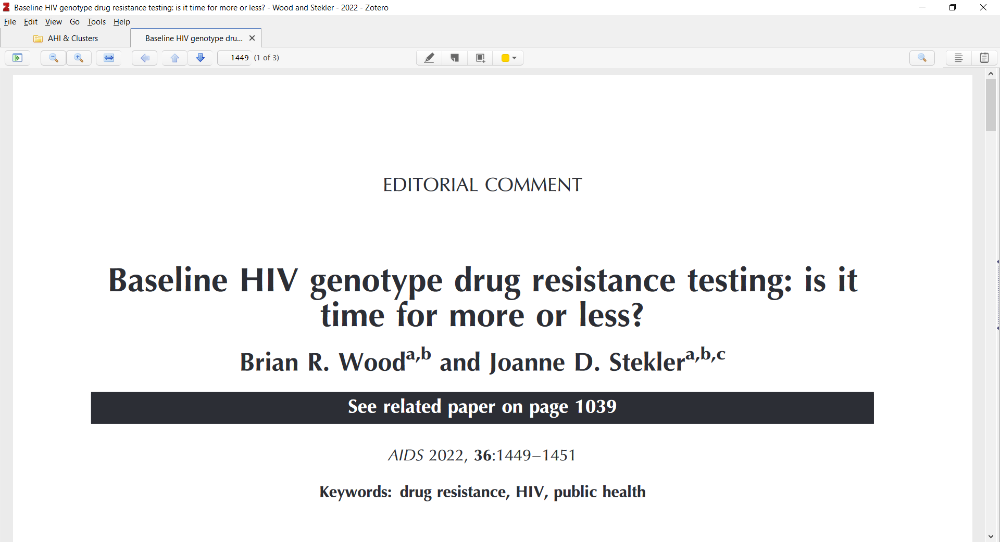 Baseline HIV genotype drug resistance testing: is it time for more or less? - Wood and Stekler - 2022 - Zotero
File Edit View Go Tools Help
AHI & Clusters
Baseline HIV genotype dru...
1449 (1 of 3)
EDITORIAL COMMENT
Baseline HIV genotype drug resistance testing: is it
time for more or less?
Brian R. Wood^a,b and Joanne D. Stekler^a,b,c
See related paper on page 1039
AIDS 2022, 36:1449–1451
Keywords: drug resistance, HIV, public health